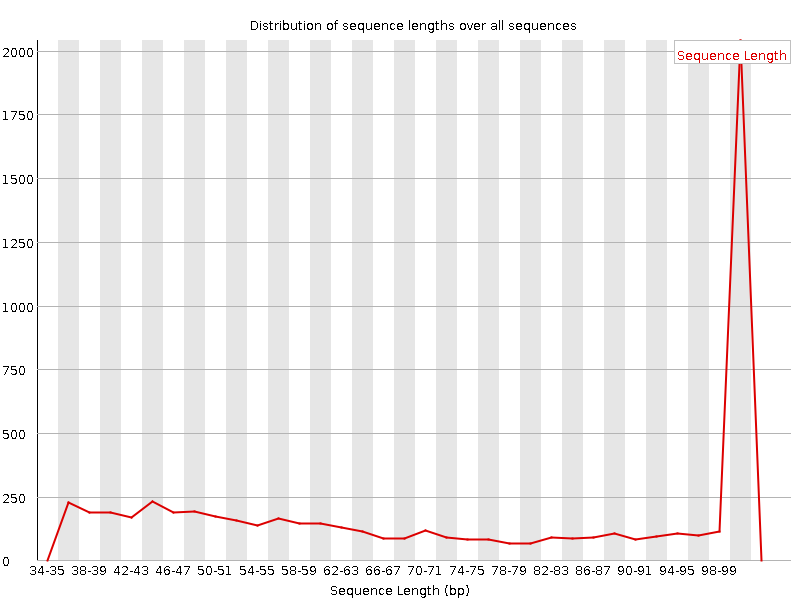 Distribution of sequence lengths over all sequences
Sequence Length
2000
1750
1500
1250
1000
750
500
250
0
34-35 38-39 42-43 46-47 50-51 54-55 58-59 62-63 66-67 70-71 74-75 78-79 82-83 86-87 90-91 94-95 98-99
Sequence Length (bp)